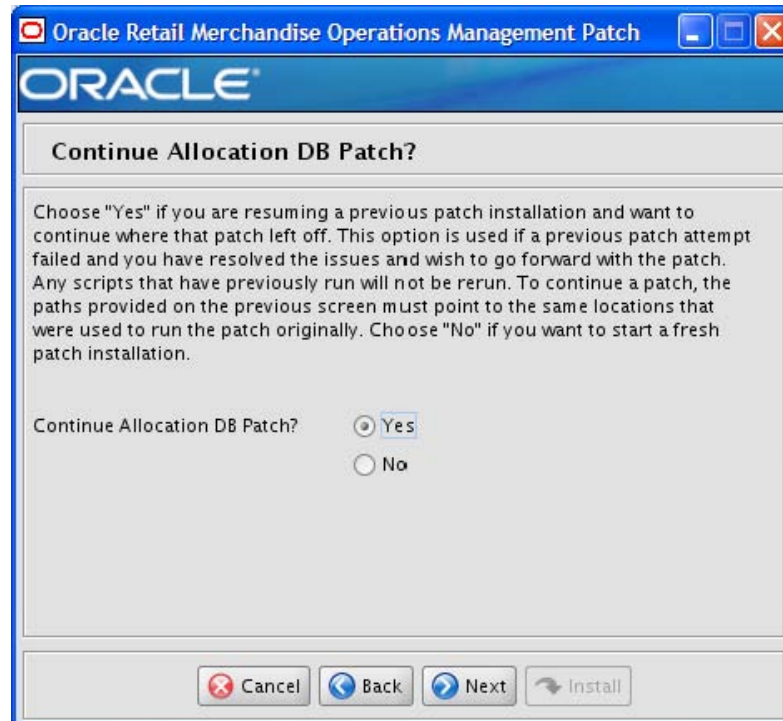 Oracle Retail Merchandise Operations Management Patch
ORACLE®
Continue Allocation DB Patch?
Choose "Yes" if you are resuming a previous patch installation and want to
continue where that patch left off. This option is used if a previous patch attempt
failed and you have resolved the issues and wish to go forward with the patch.
Any scripts that have previously run will not be rerun. To continue a patch, the
paths provided on the previous screen must point to the same locations that
were used to run the patch originally. Choose "No" if you want to start a fresh
patch installation.
Continue Allocation DB Patch? Yes
No
Cancel Back Next Install